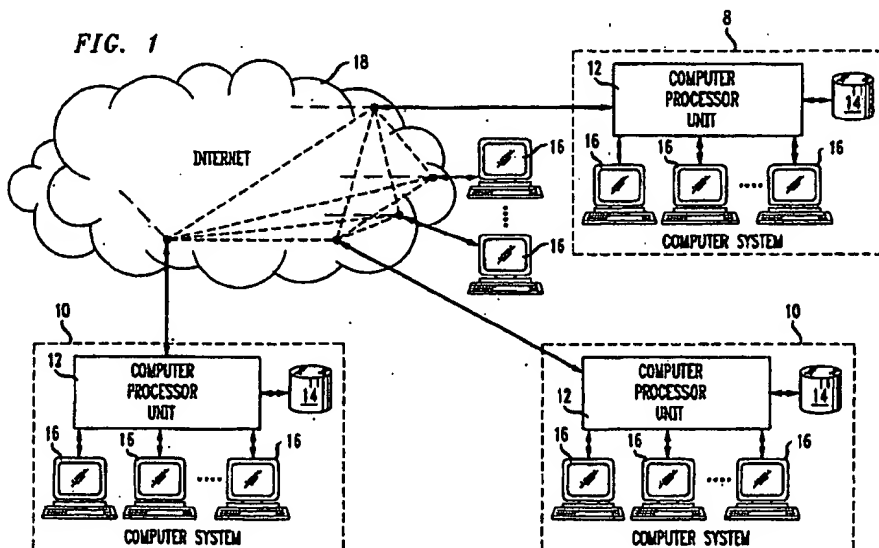 FIG. 1
18
INTERNET
16
16
8
12
COMPUTER
PROCESSOR
UNIT
14
16
16
16
COMPUTER SYSTEM
10
12
COMPUTER
PROCESSOR
UNIT
14
16
16
16
COMPUTER SYSTEM
10
12
COMPUTER
PROCESSOR
UNIT
14
16
16
16
COMPUTER SYSTEM